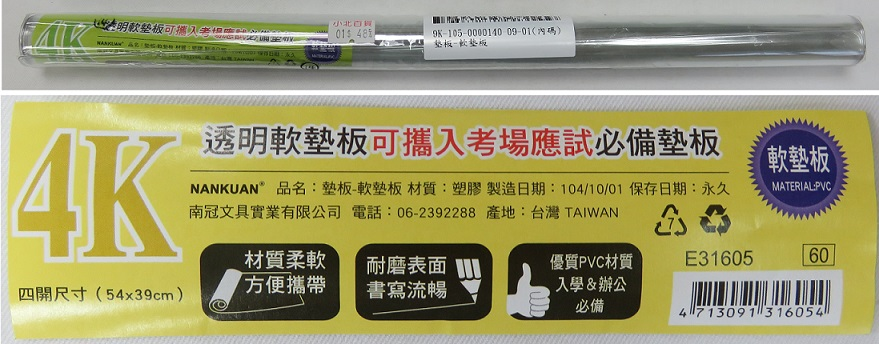 4K
透明軟墊板可攜入考場應試必備墊板
NANKUAN®
小北百貨
9K-105-0000140 09-01(內碼)
墊板-軟墊板
4K
透明軟墊板可攜入考場應試必備墊板
NANKUAN® 品名：墊板-軟墊板 材質：塑膠 製造日期：104/10/01 保存日期：永久
南冠文具實業有限公司 電話：06-2392288 產地：台灣 TAIWAN
軟墊板
MATERIAL:PVC
7
四開尺寸（54x39cm）
材質柔軟
方便攜帶
耐磨表面
書寫流暢
優質PVC材質
入學&辦公
必備
E31605 60
4 713091 316054